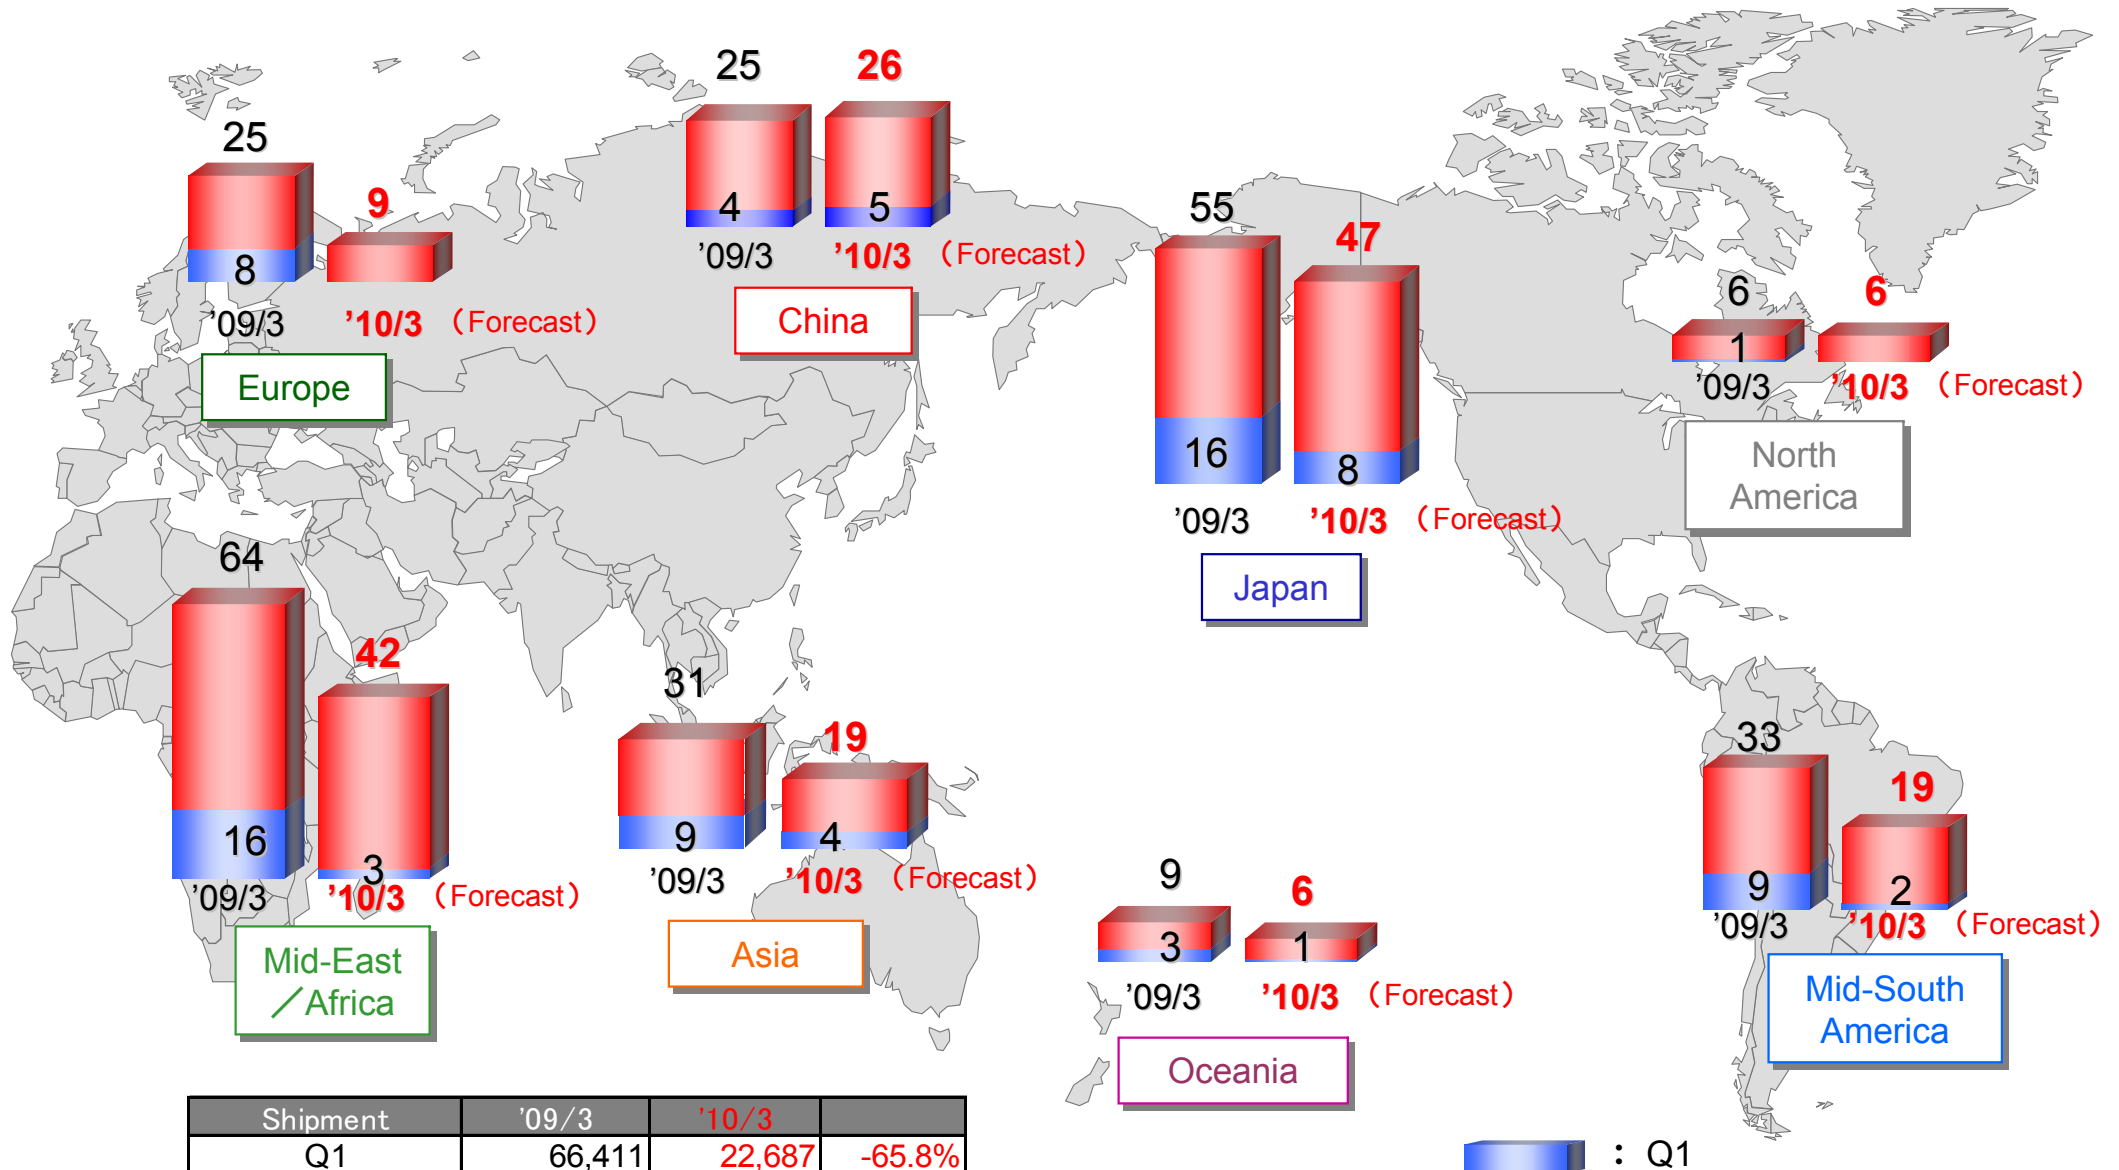 25
9
8
'09/3
'10/3 (Forecast)
Europe
25
26
4
5
'09/3
'10/3 (Forecast)
China
55
47
16
8
'09/3
'10/3 (Forecast)
Japan
6
6
1
'09/3
'10/3 (Forecast)
North
America
64
42
16
3
'09/3
'10/3 (Forecast)
Mid-East
／Africa
31
19
9
4
'09/3
'10/3 (Forecast)
Asia
9
6
3
1
'09/3
'10/3 (Forecast)
Oceania
33
19
9
2
'09/3
'10/3 (Forecast)
Mid-South
America
Shipment '09/3 '10/3
Q1 66,411 22,687 -65.8%
: Q1